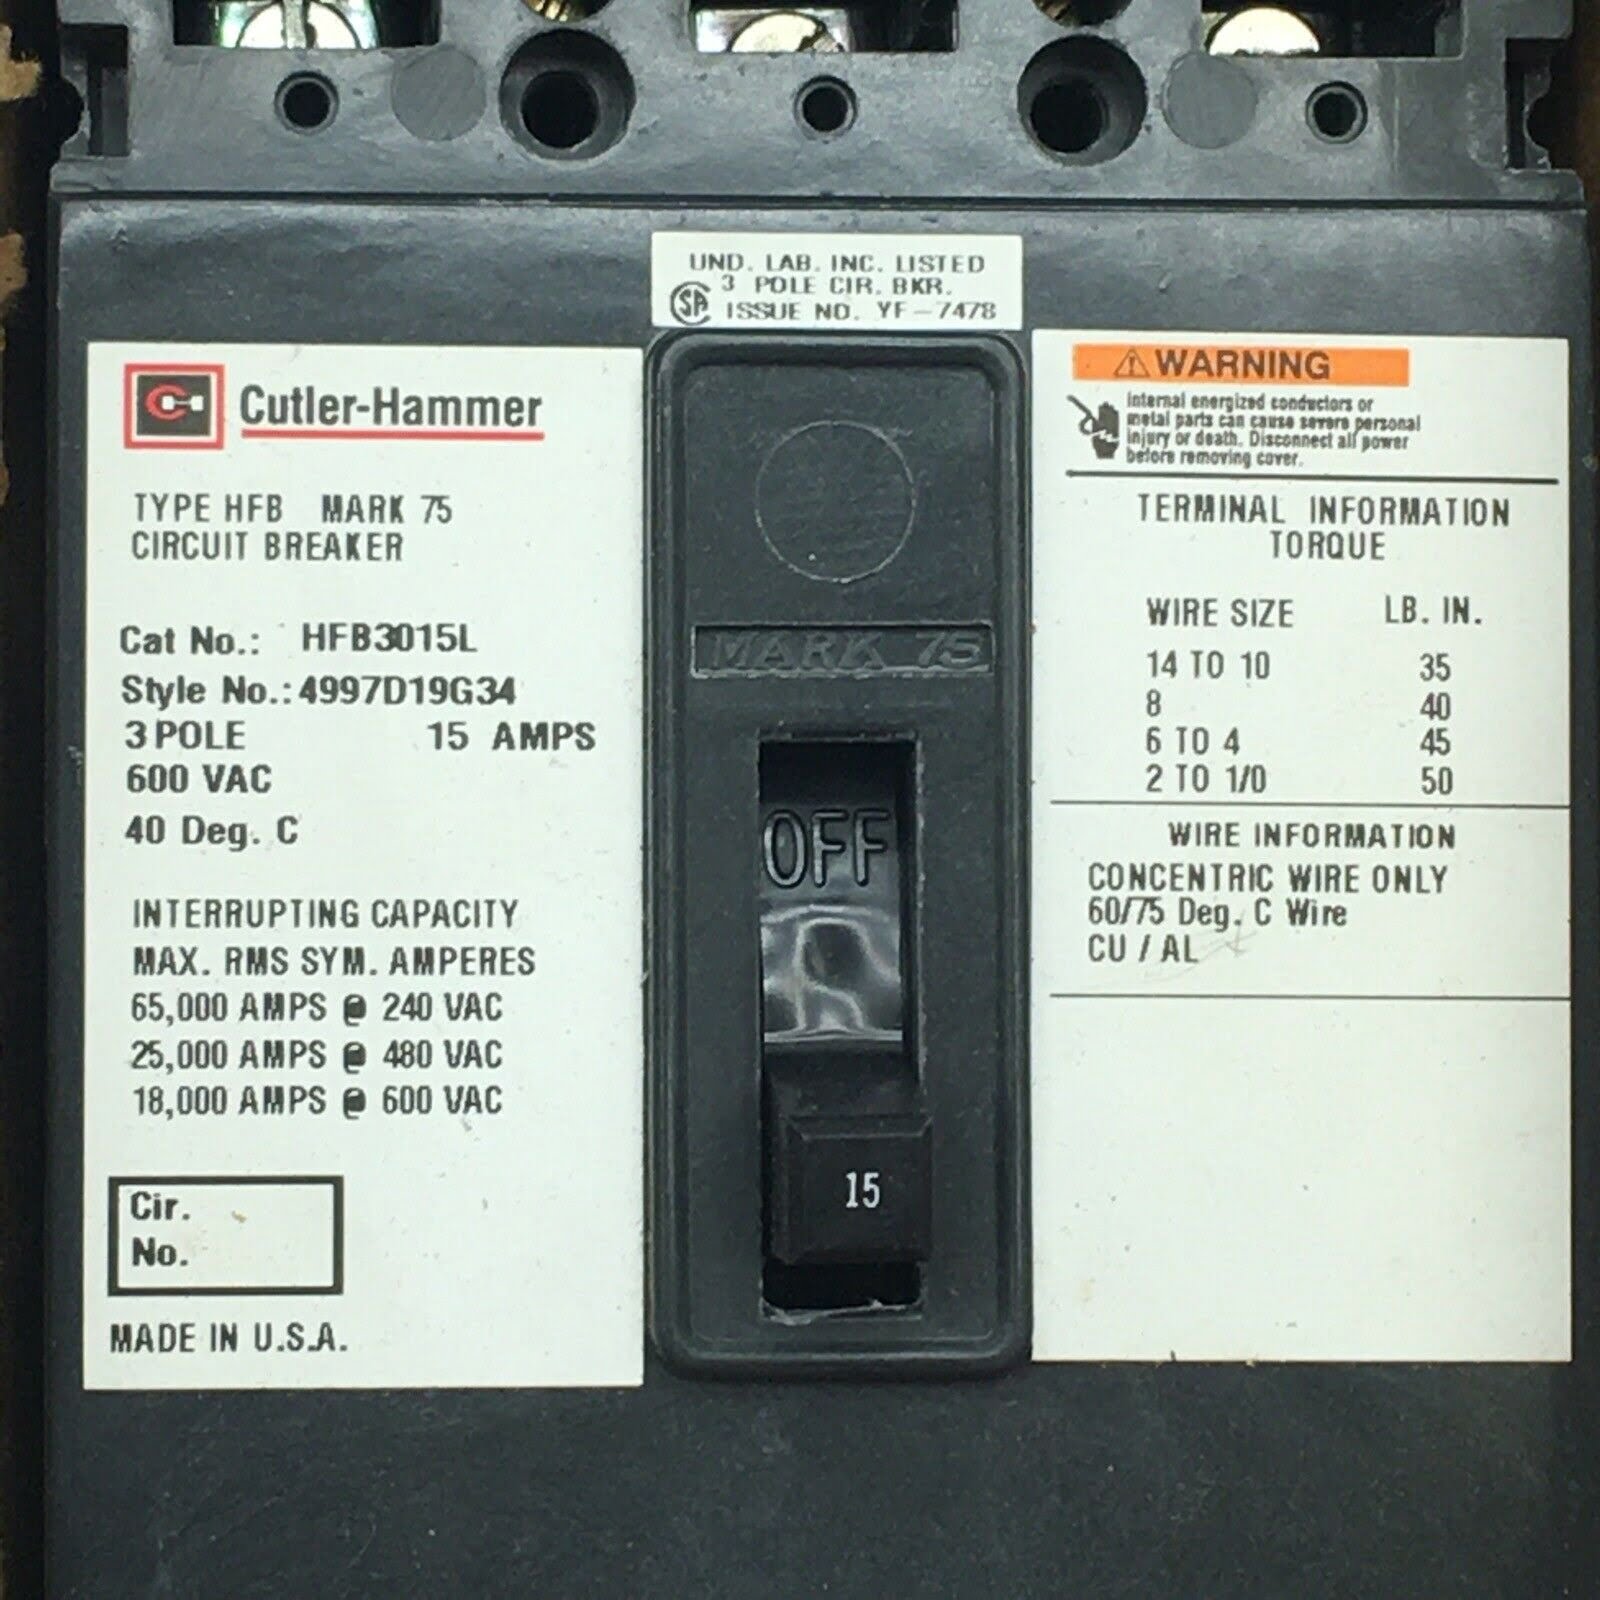 UND. LAB. INC. LISTED
3 POLE CIR. BKR.
ISSUE NO. YF-7478
Cutler-Hammer
TYPE HFB MARK 75
CIRCUIT BREAKER
Cat No.: HFB3015L
Style No.: 4997D19G34
3 POLE 15 AMPS
600 VAC
40 Deg. C
INTERRUPTING CAPACITY
MAX. RMS SYM. AMPERES
65,000 AMPS @ 240 VAC
25,000 AMPS @ 480 VAC
18,000 AMPS @ 600 VAC
Cir.
No.
MADE IN U.S.A.
MARK 75
OFF
15
WARNING
Internal energized conductors or
metal parts can cause severe personal
injury or death. Disconnect all power
before removing cover.
TERMINAL INFORMATION
TORQUE
WIRE SIZE LB. IN.
14 TO 10 35
8 40
6 TO 4 45
2 TO 1/0 50
WIRE INFORMATION
CONCENTRIC WIRE ONLY
60/75 Deg. C Wire
CU / AL